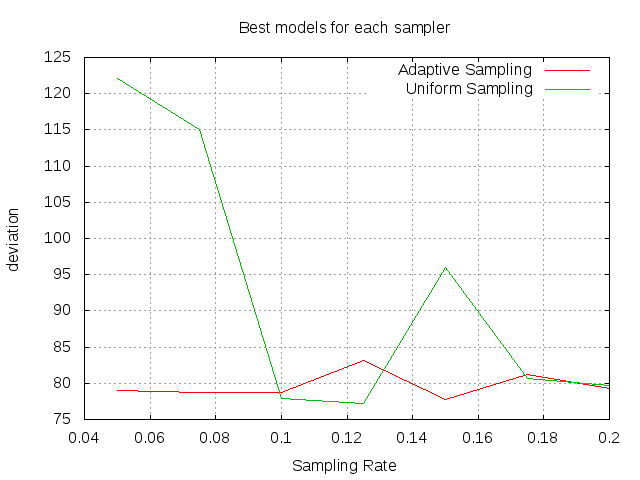 Best models for each sampler
125
120
115
110
105
100
95
90
85
80
75
deviation
Adaptive Sampling
Uniform Sampling
0.04 0.06 0.08 0.1 0.12 0.14 0.16 0.18 0.2
Sampling Rate